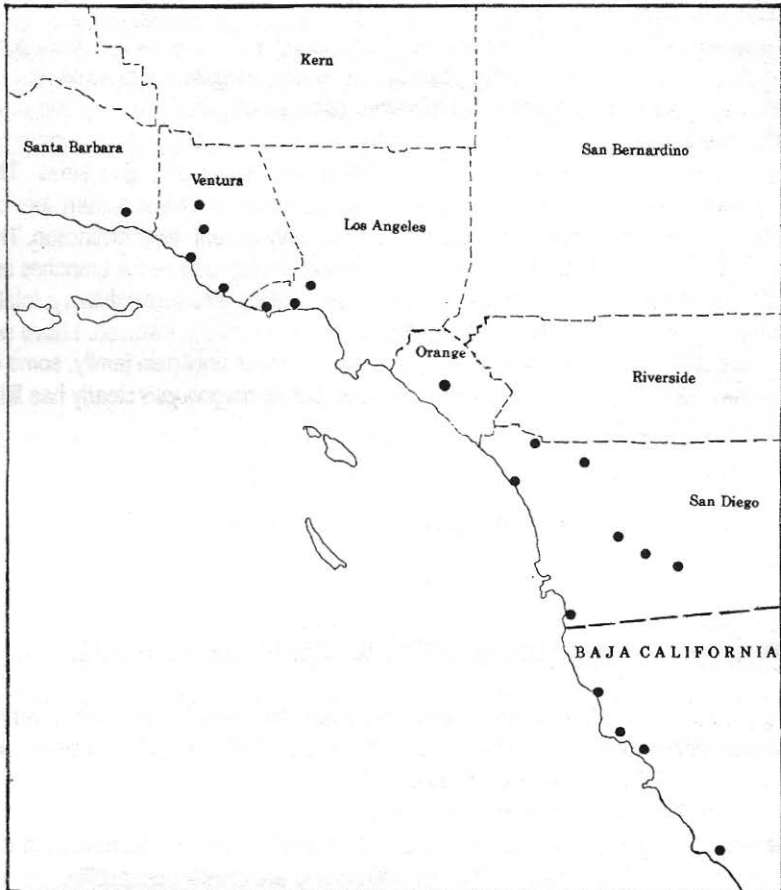 Kern
Santa Barbara
San Bernardino
Ventura
Los Angeles
Orange
Riverside
San Diego
BAJA CALIFORNIA